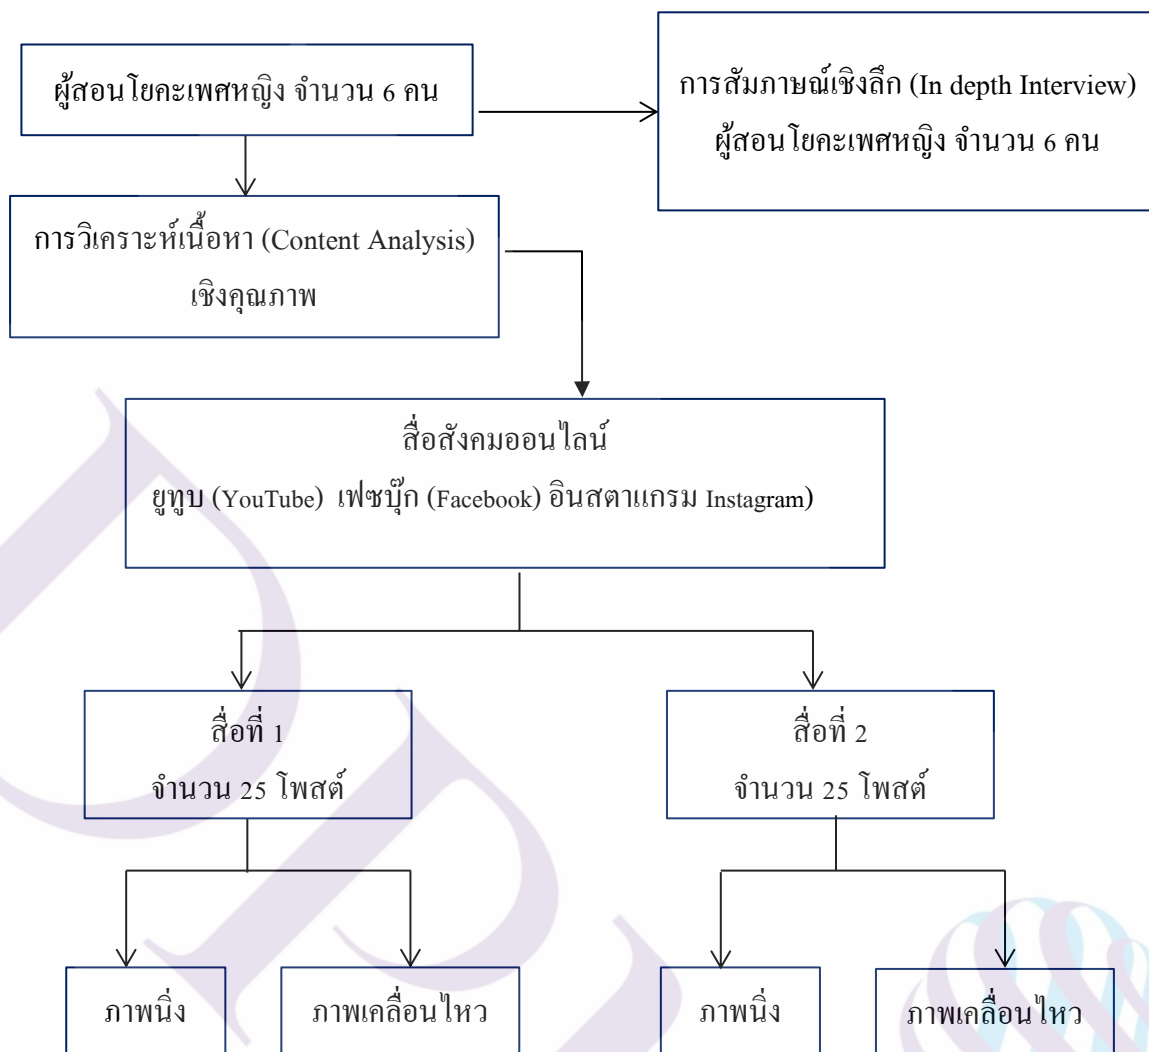 ผู้สอนโยคะเพศหญิง จำนวน 6 คน
การสัมภาษณ์เชิงลึก (In depth Interview)
ผู้สอนโยคะเพศหญิง จำนวน 6 คน
การวิเคราะห์เนื้อหา (Content Analysis)
เชิงคุณภาพ
สื่อสังคมออนไลน์
ยูทูบ (YouTube) เฟซบุ๊ก (Facebook) อินสตาแกรม Instagram)
สื่อที่ 1
จำนวน 25 โพสต์
สื่อที่ 2
จำนวน 25 โพสต์
ภาพนิ่ง
ภาพเคลื่อนไหว
ภาพนิ่ง
ภาพเคลื่อนไหว